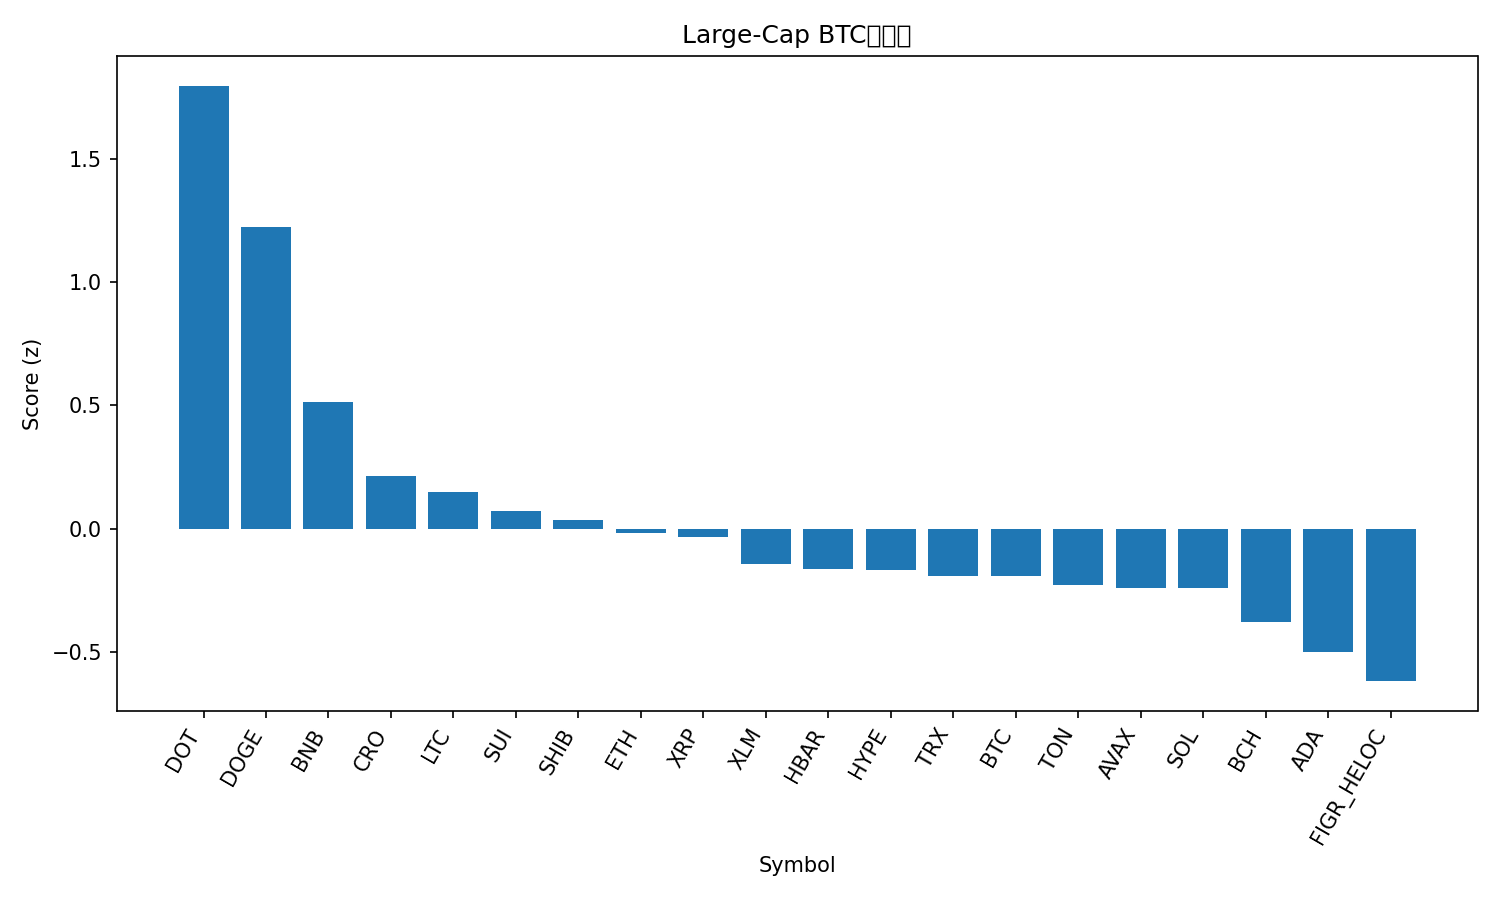 Large-Cap BTC
Score (z)
1.5
1.0
0.5
0.0
−0.5
DOT
DOGE
BNB
CRO
LTC
SUI
SHIB
ETH
XRP
XLM
HBAR
HYPE
TRX
BTC
TON
AVAX
SOL
BCH
ADA
FIGR_HELOC
Symbol